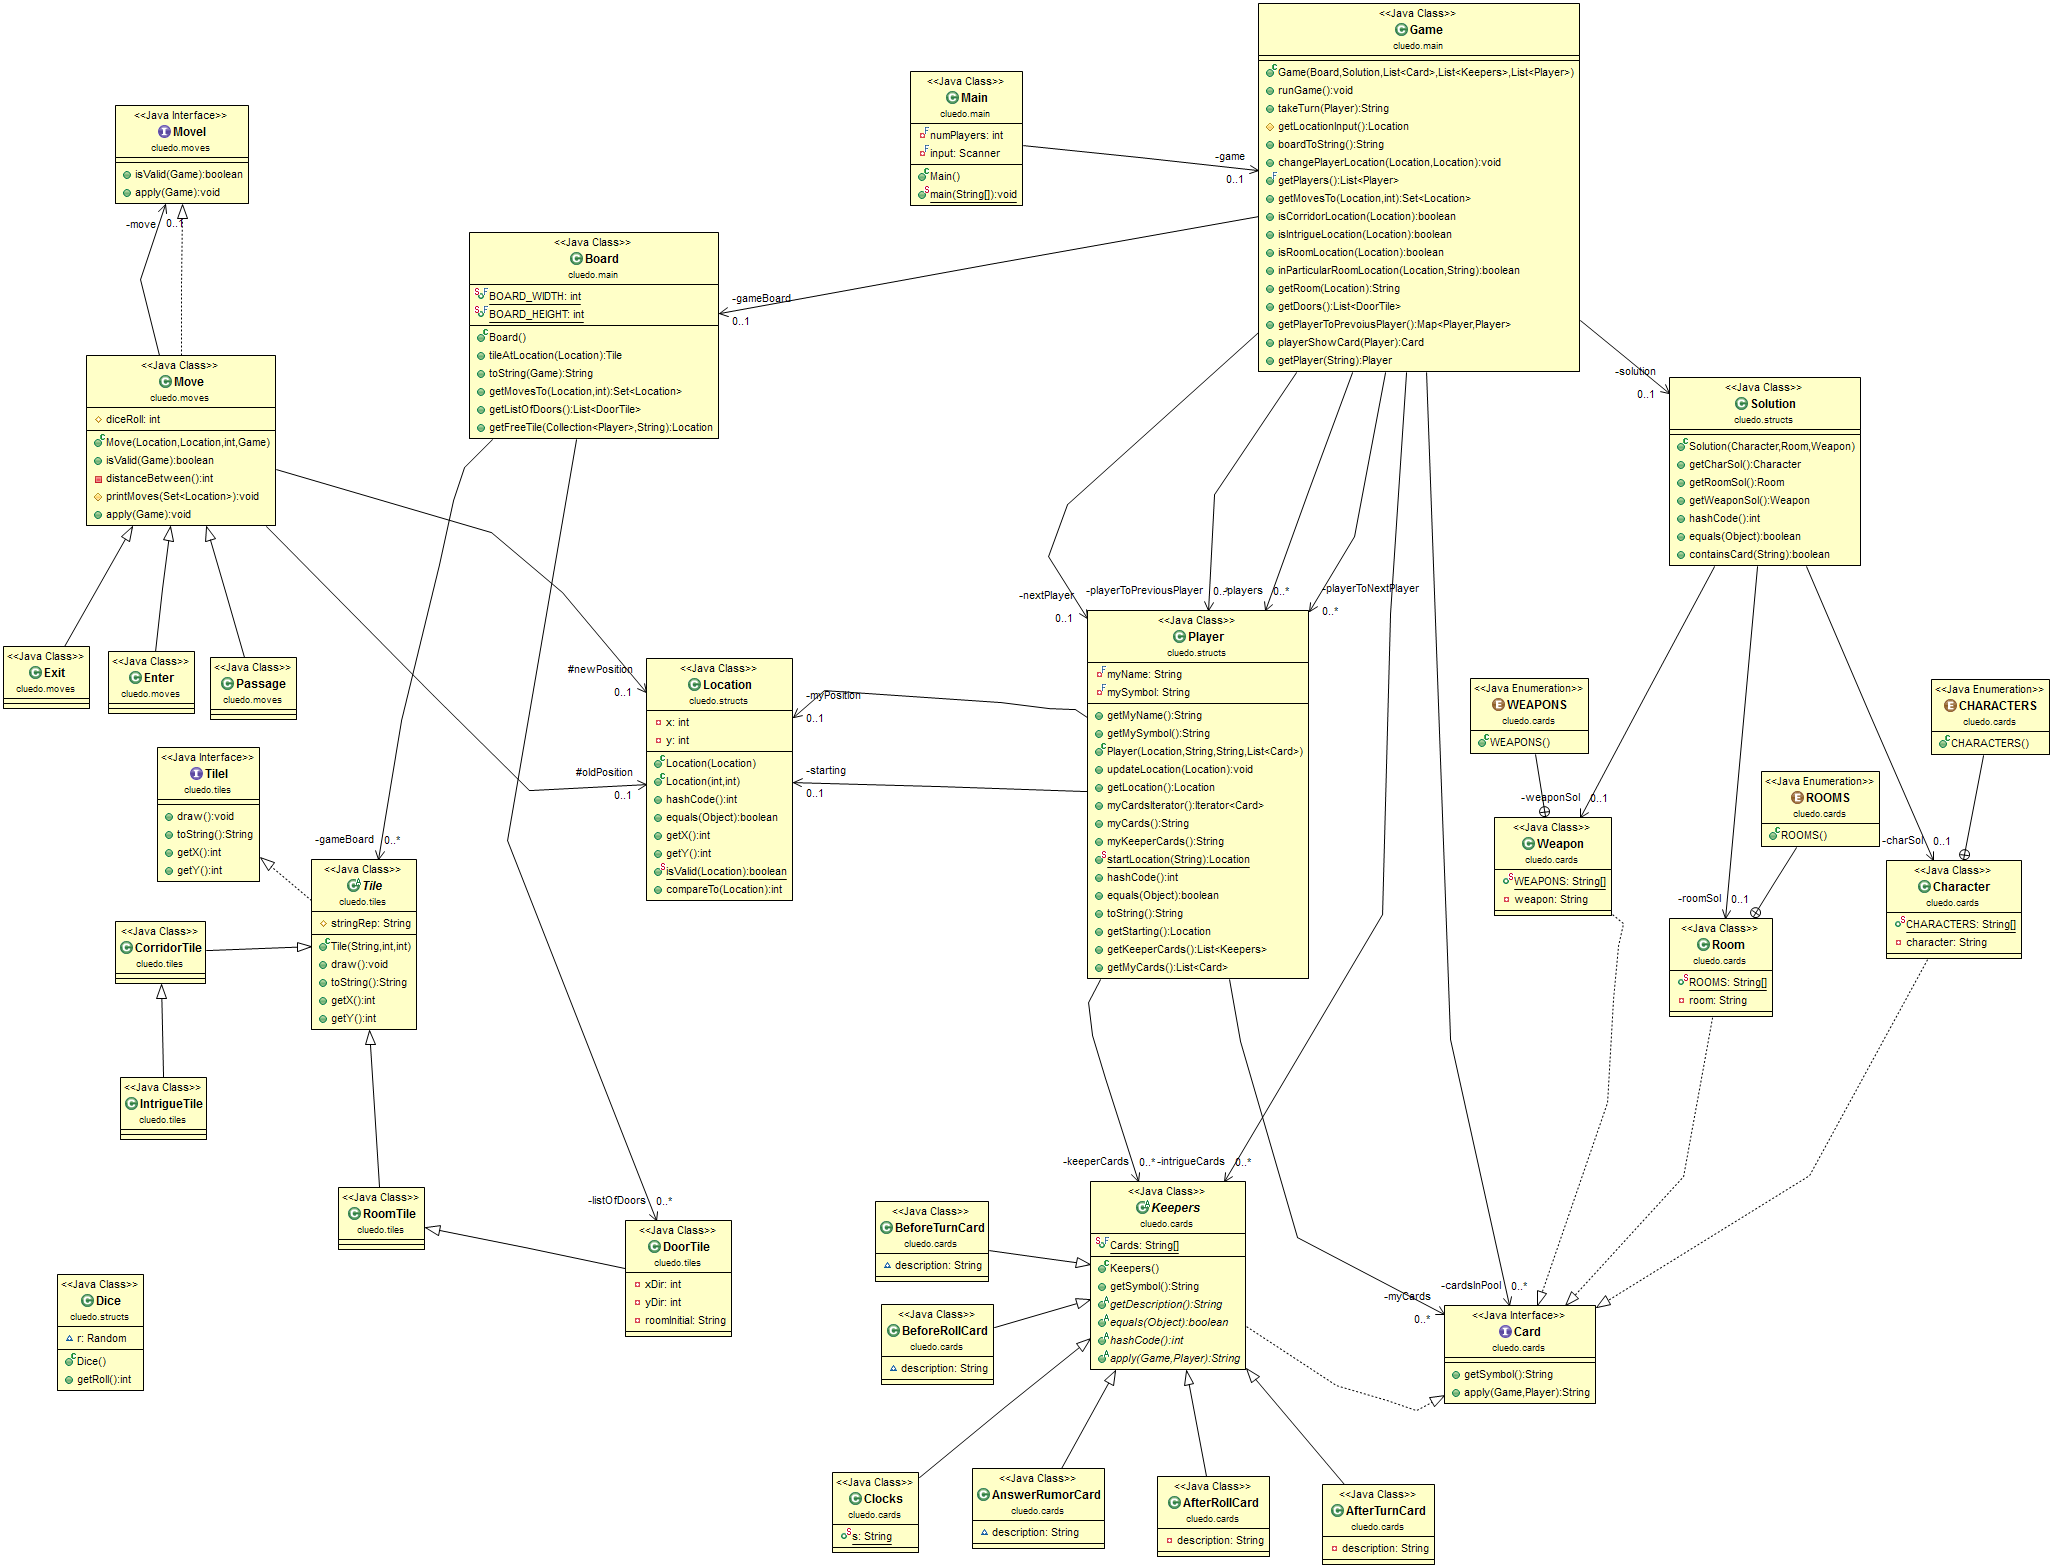 <<Java Class>>
Game
cluedo.main
Game(Board,Solution,List<Card>,List<Keepers>,List<Player>)
runGame():void
takeTurn(Player):String
getLocationInput():Location
boardToString():String
changePlayerLocation(Location,Location):void
getPlayers():List<Player>
getMovesTo(Location,int):Set<Location>
isCorridorLocation(Location):boolean
isIntrigueLocation(Location):boolean
isRoomLocation(Location):boolean
inParticularRoomLocation(Location,String):boolean
getRoom(Location):String
getDoors():List<DoorTile>
getPlayerToPrevoiusPlayer():Map<Player,Player>
playerShowCard(Player):Card
getPlayer(String):Player
<<Java Class>>
Main
cluedo.main
numPlayers: int
input: Scanner
Main()
main(String[]):void
-game
0..1
<<Java Interface>>
MoveI
cluedo.moves
isValid(Game):boolean
apply(Game):void
-move
0..1
<<Java Class>>
Board
cluedo.main
BOARD_WIDTH: int
BOARD_HEIGHT: int
Board()
tileAtLocation(Location):Tile
toString(Game):String
getMovesTo(Location,int):Set<Location>
getListOfDoors():List<DoorTile>
getFreeTile(Collection<Player>,String):Location
-gameBoard
0..1
<<Java Class>>
Move
cluedo.moves
diceRoll: int
Move(Location,Location,int,Game)
isValid(Game):boolean
distanceBetween():int
printMoves(Set<Location>):void
apply(Game):void
-solution
0..1
<<Java Class>>
Solution
cluedo.structs
Solution(Character,Room,Weapon)
getCharSol():Character
getRoomSol():Room
getWeaponSol():Weapon
hashCode():int
equals(Object):boolean
containsCard(String):boolean
<<Java Class>>
Exit
cluedo.moves
<<Java Class>>
Enter
cluedo.moves
<<Java Class>>
Passage
cluedo.moves
#newPosition
0..1
#oldPosition
0..1
<<Java Class>>
Location
cluedo.structs
x: int
y: int
Location(Location)
Location(int,int)
hashCode():int
equals(Object):boolean
getX():int
getY():int
isValid(Location):boolean
compareTo(Location):int
-myPosition
0..1
-starting
0..1
-nextPlayer
0..1
-playerToPreviousPlayer
0..*
-players
0..*
-playerToNextPlayer
0..*
<<Java Class>>
Player
cluedo.structs
myName: String
mySymbol: String
getMyName():String
getMySymbol():String
Player(Location,String,String,List<Card>)
updateLocation(Location):void
getLocation():Location
myCardsIterator():Iterator<Card>
myCards():String
myKeeperCards():String
startLocation(String):Location
hashCode():int
equals(Object):boolean
toString():String
getStarting():Location
getKeeperCards():List<Keepers>
getMyCards():List<Card>
<<Java Enumeration>>
WEAPONS
cluedo.cards
WEAPONS()
<<Java Enumeration>>
CHARACTERS
cluedo.cards
CHARACTERS()
<<Java Enumeration>>
ROOMS
cluedo.cards
ROOMS()
-weaponSol
0..1
<<Java Class>>
Weapon
cluedo.cards
WEAPONS: String[]
weapon: String
-charSol
0..1
<<Java Class>>
Character
cluedo.cards
CHARACTERS: String[]
character: String
-roomSol
0..1
<<Java Class>>
Room
cluedo.cards
ROOMS: String[]
room: String
<<Java Interface>>
TileI
cluedo.tiles
draw():void
toString():String
getX():int
getY():int
-gameBoard
0..*
<<Java Class>>
Tile
cluedo.tiles
stringRep: String
Tile(String,int,int)
draw():void
toString():String
getX():int
getY():int
<<Java Class>>
CorridorTile
cluedo.tiles
<<Java Class>>
IntrigueTile
cluedo.tiles
<<Java Class>>
RoomTile
cluedo.tiles
-listOfDoors
0..*
<<Java Class>>
DoorTile
cluedo.tiles
xDir: int
yDir: int
roomInitial: String
<<Java Class>>
Dice
cluedo.structs
r: Random
Dice()
getRoll():int
-keeperCards
0..*
-intrigueCards
0..*
<<Java Class>>
Keepers
cluedo.cards
Cards: String[]
Keepers()
getSymbol():String
getDescription():String
equals(Object):boolean
hashCode():int
apply(Game,Player):String
<<Java Class>>
BeforeTurnCard
cluedo.cards
description: String
<<Java Class>>
BeforeRollCard
cluedo.cards
description: String
-myCards
0..*
-cardsInPool
0..*
<<Java Interface>>
Card
cluedo.cards
getSymbol():String
apply(Game,Player):String
<<Java Class>>
Clocks
cluedo.cards
s: String
<<Java Class>>
AnswerRumorCard
cluedo.cards
description: String
<<Java Class>>
AfterRollCard
cluedo.cards
description: String
<<Java Class>>
AfterTurnCard
cluedo.cards
description: String